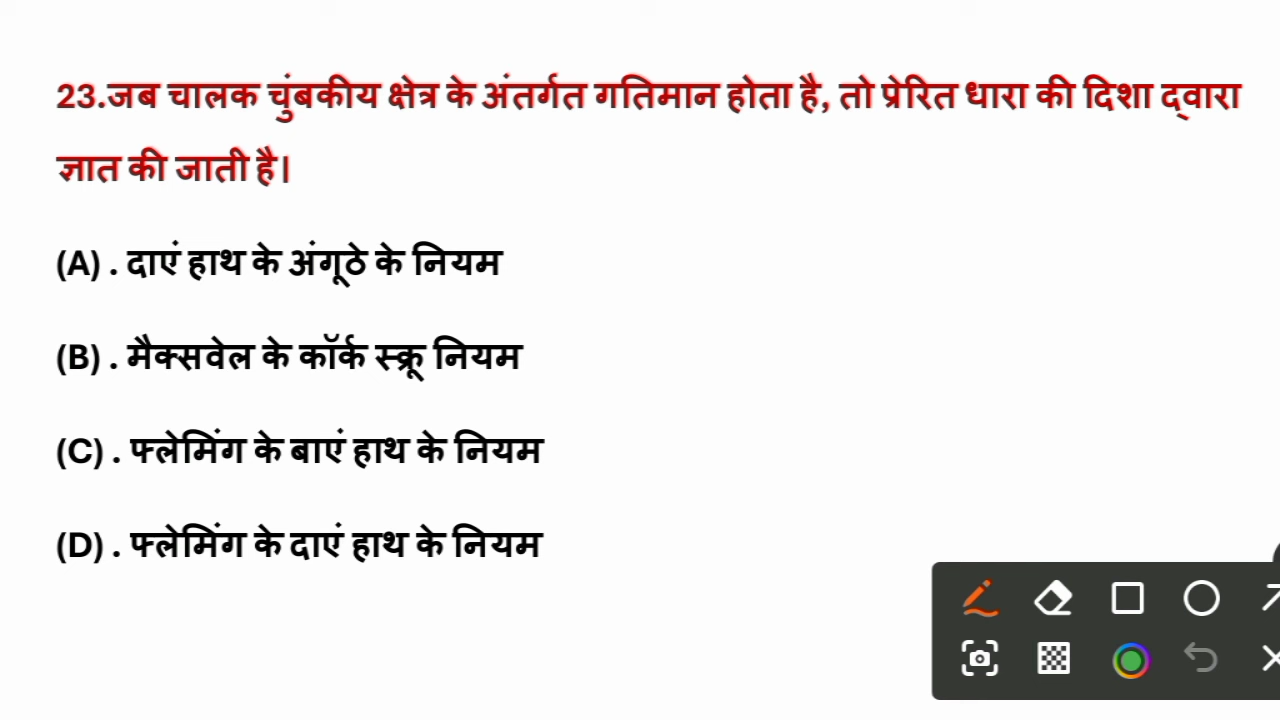 23.जब चालक चुंबकीय क्षेत्र के अंतर्गत गतिमान होता है, तो प्रेरित धारा की दिशा द्वारा
ज्ञात की जाती है।
(A) . दाएं हाथ के अंगूठे के नियम
(B) . मैक्सवेल के कॉर्क स्क्रू नियम
(C) . फ्लेमिंग के बाएं हाथ के नियम
(D) . फ्लेमिंग के दाएं हाथ के नियम